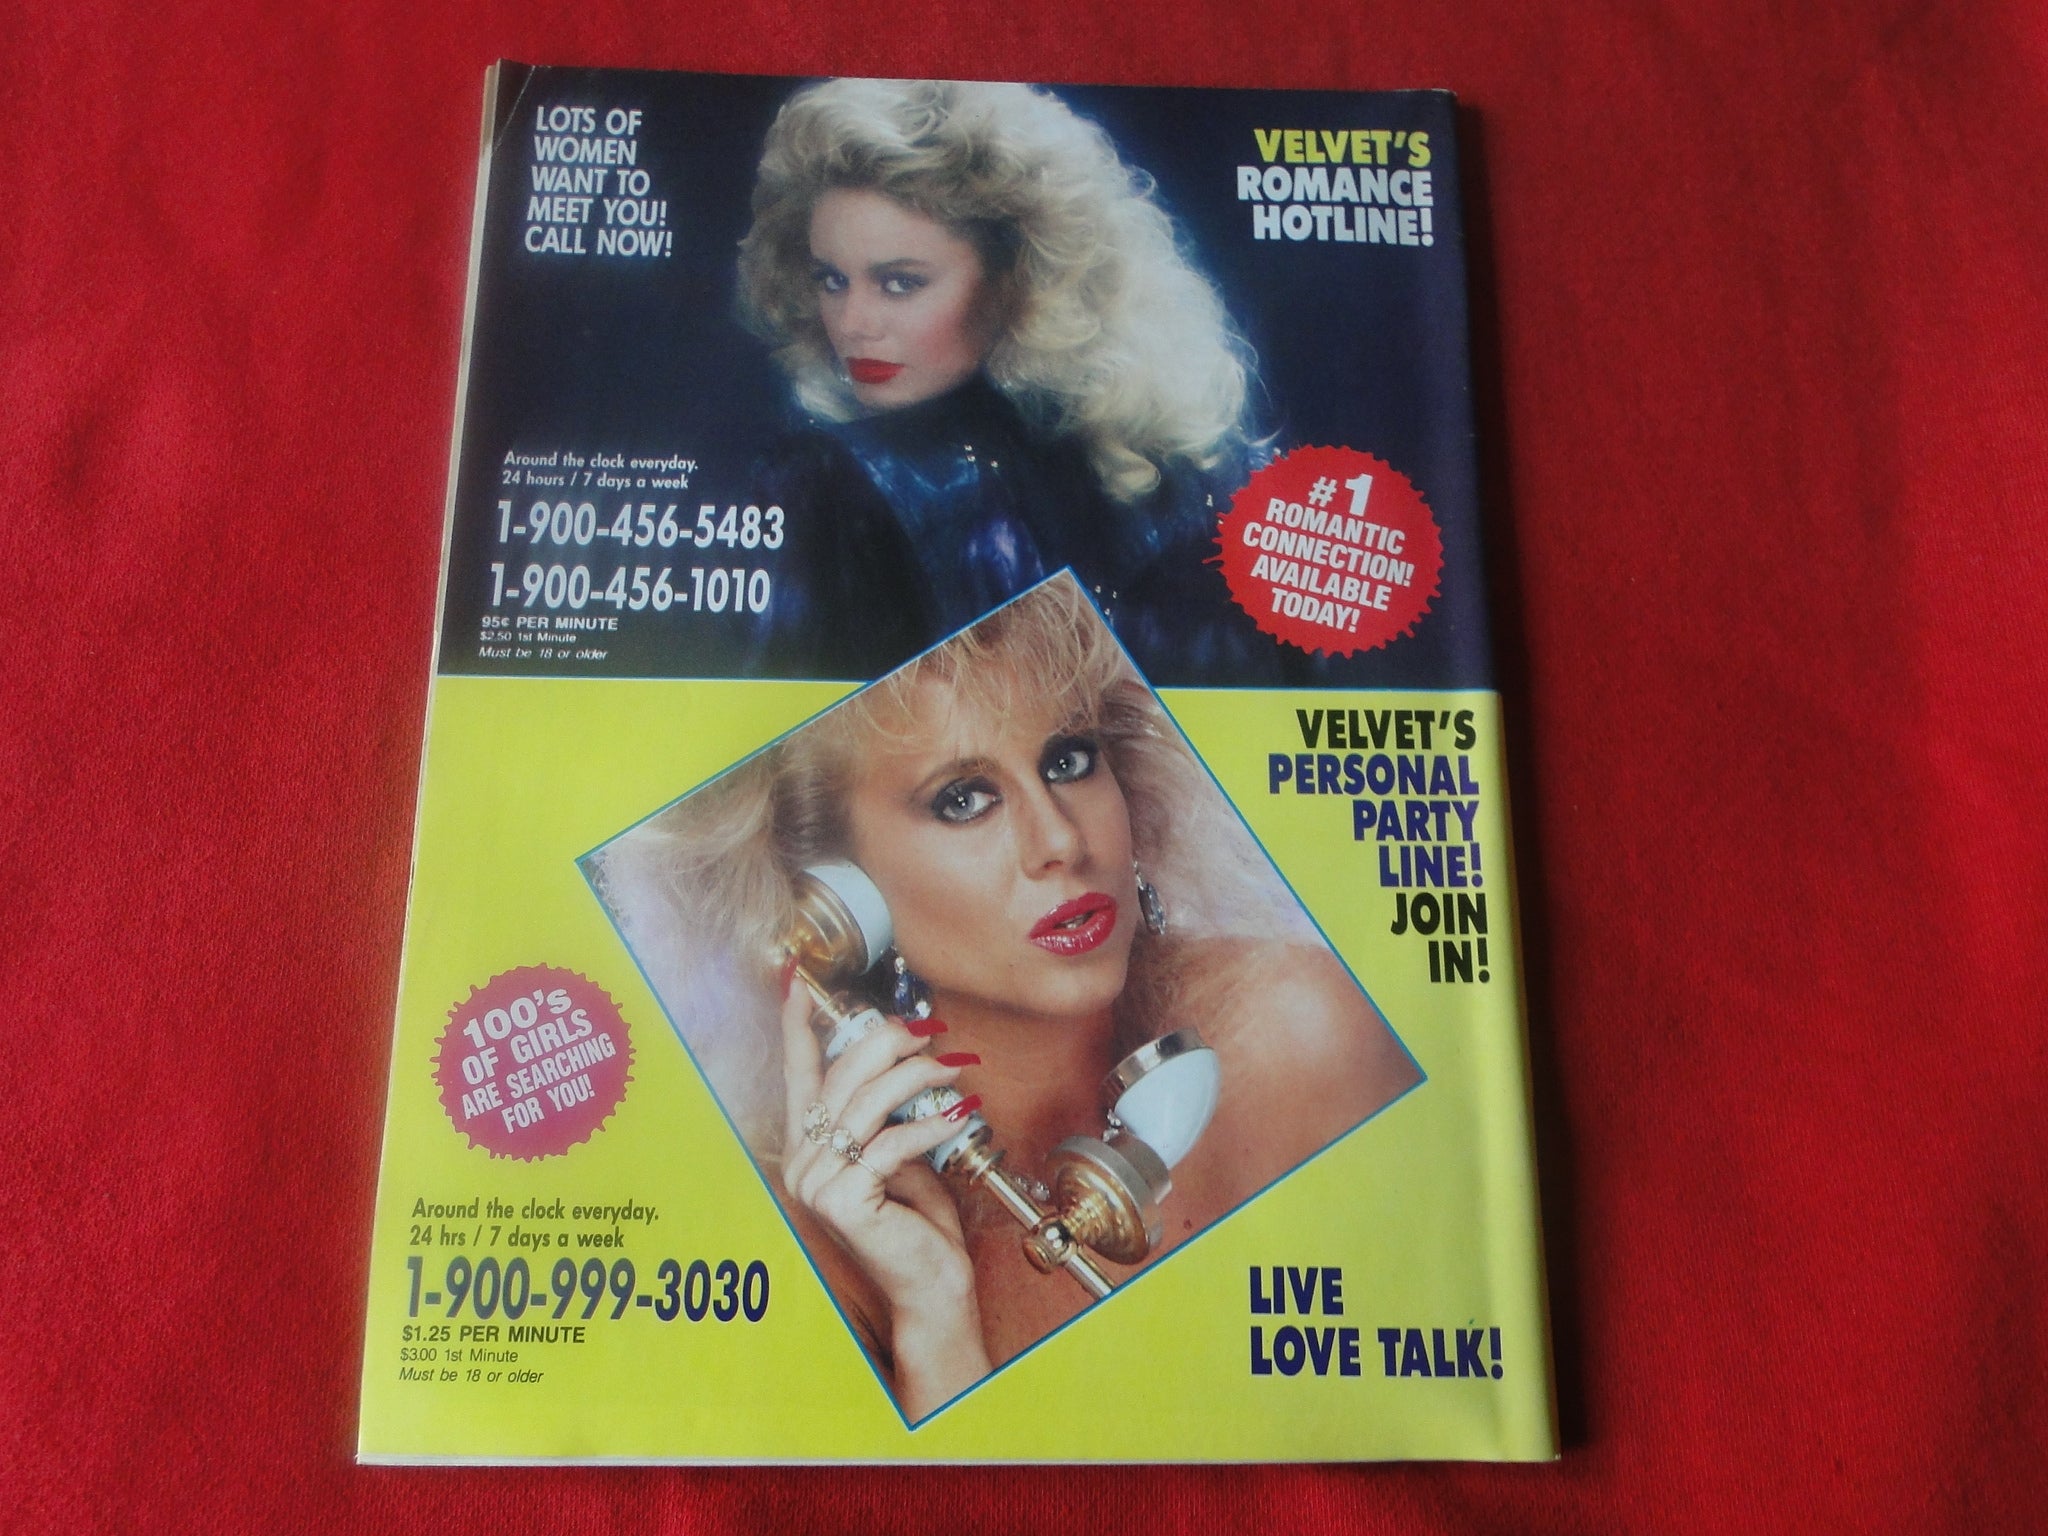 LOTS OF
WOMEN
WANT TO
MEET YOU!
CALL NOW!
VELVET'S
ROMANCE
HOTLINE!
Around the clock everyday.
24 hours / 7 days a week
1-900-456-5483
1-900-456-1010
95¢ PER MINUTE
$2.50 1st Minute
Must be 18 or older
#1
ROMANTIC
CONNECTION!
AVAILABLE
TODAY!
VELVET'S
PERSONAL
PARTY
LINE!
JOIN
IN!
100's
OF GIRLS
ARE SEARCHING
FOR YOU!
Around the clock everyday.
24 hrs / 7 days a week
1-900-999-3030
$1.25 PER MINUTE
$3.00 1st Minute
Must be 18 or older
LIVE
LOVE TALK!